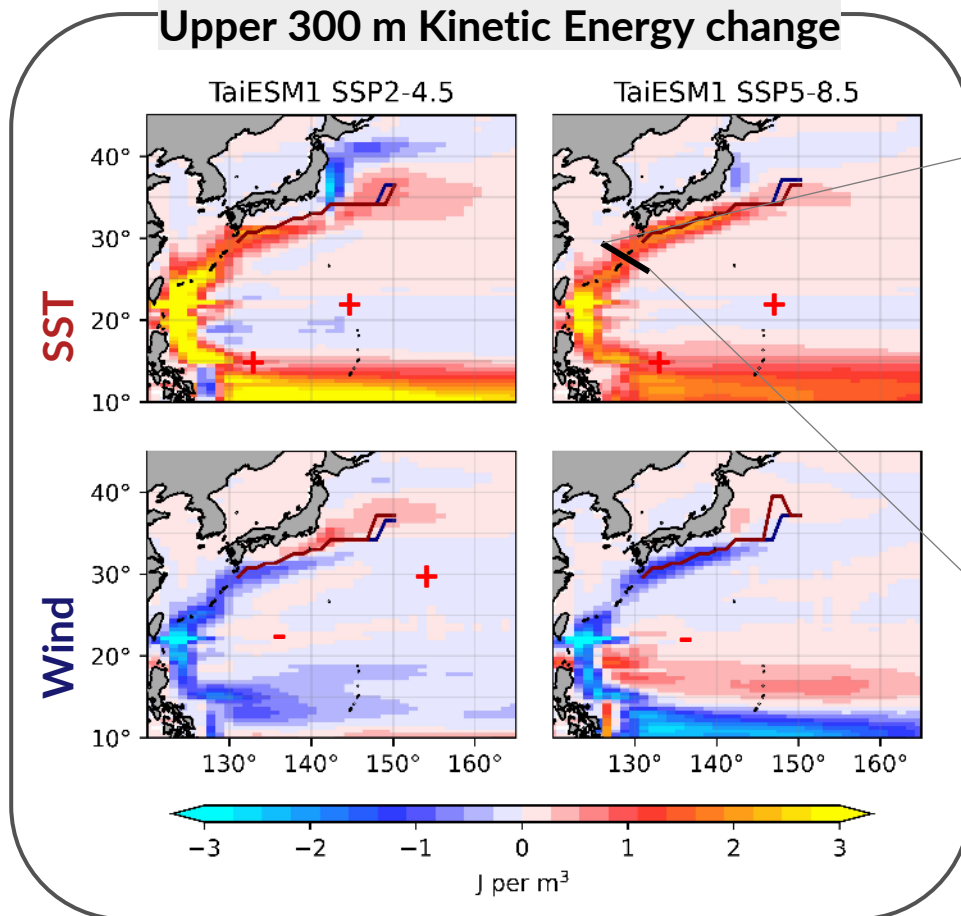 Upper 300 m Kinetic Energy change
TaiESM1 SSP2-4.5
TaiESM1 SSP5-8.5
SST
40°
30°
20°
10°
+
+
+
+
Wind
40°
30°
20°
10°
+
-
-
130° 140° 150° 160°
130° 140° 150° 160°
−3 −2 −1 0 1 2 3
J per m³